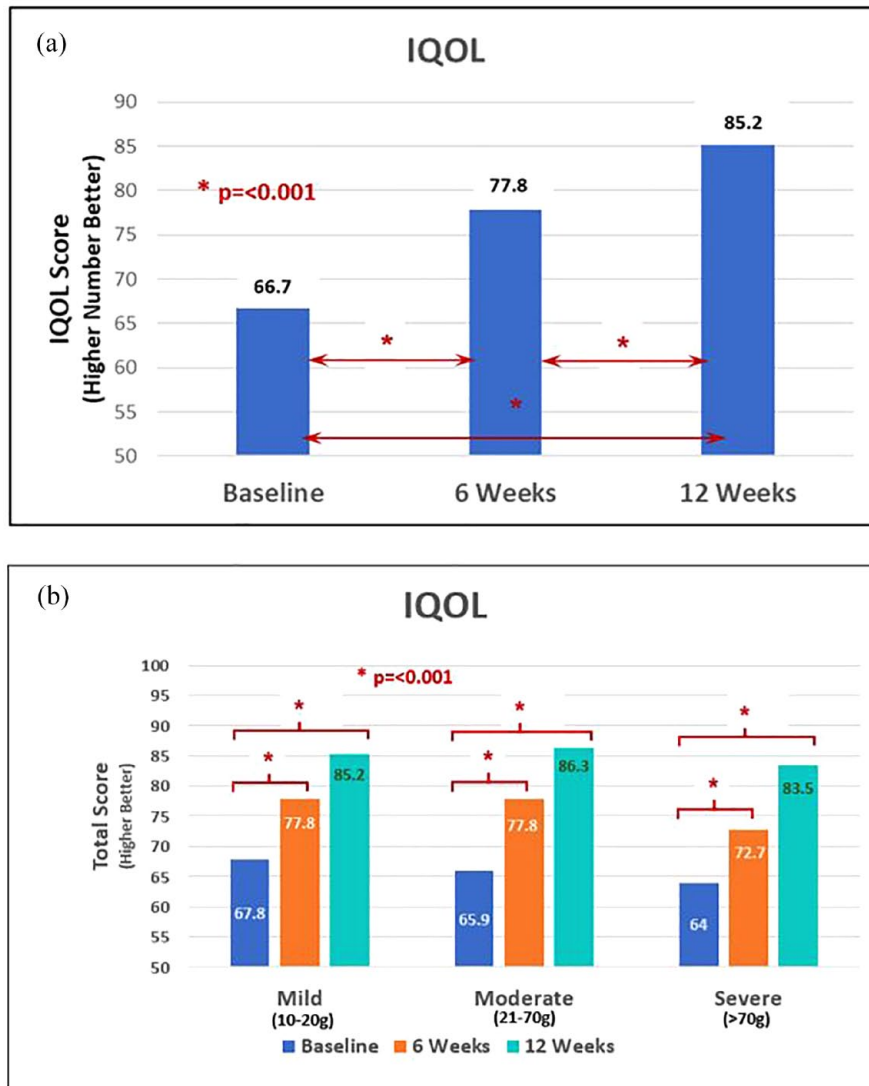 (a)
IQOL
IQOL Score
(Higher Number Better)
90
85
80
75
70
65
60
55
50
* p=<0.001
66.7
77.8
85.2
*
*
*
Baseline 6 Weeks 12 Weeks
(b)
IQOL
Total Score
(Higher Better)
100
95
90
85
80
75
70
65
60
55
50
* p=<0.001
*
*
*
*
*
*
67.8 77.8 85.2
65.9 77.8 86.3
64 72.7 83.5
Mild Moderate Severe
(10-20g) (21-70g) (>70g)
Baseline 6 Weeks 12 Weeks